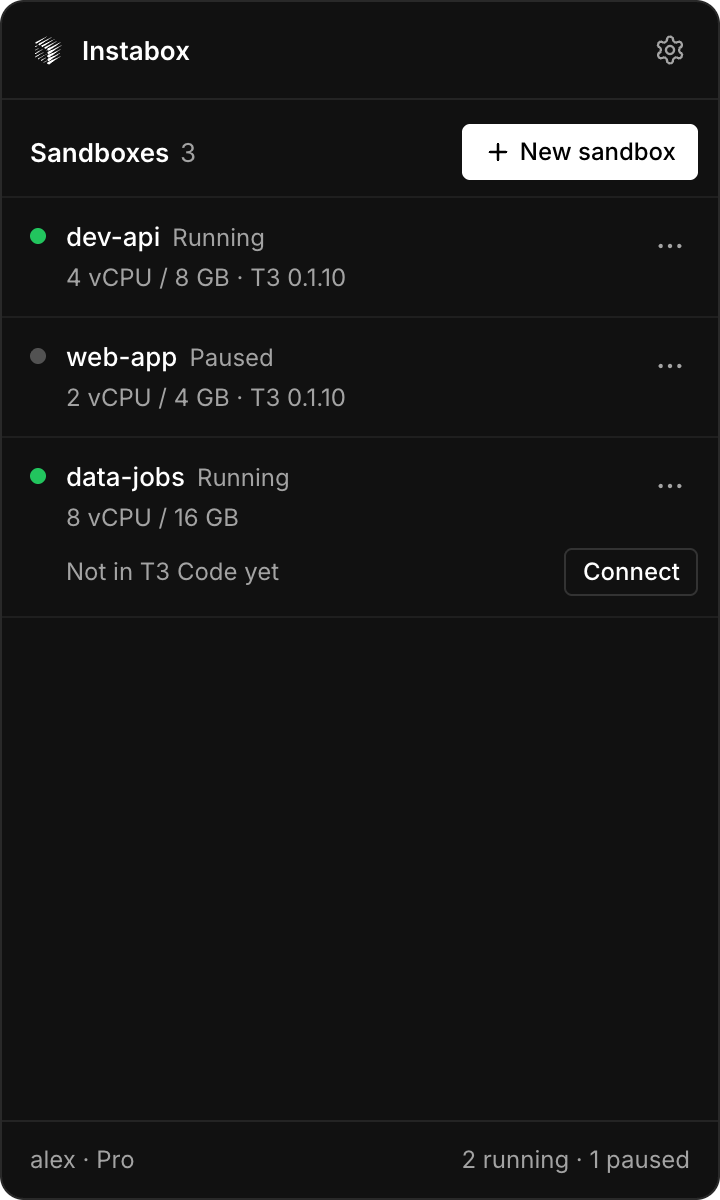 Instabox
Sandboxes 3
+ New sandbox
dev-api Running
4 vCPU / 8 GB · T3 0.1.10
web-app Paused
2 vCPU / 4 GB · T3 0.1.10
data-jobs Running
8 vCPU / 16 GB
Not in T3 Code yet
Connect
alex · Pro
2 running · 1 paused